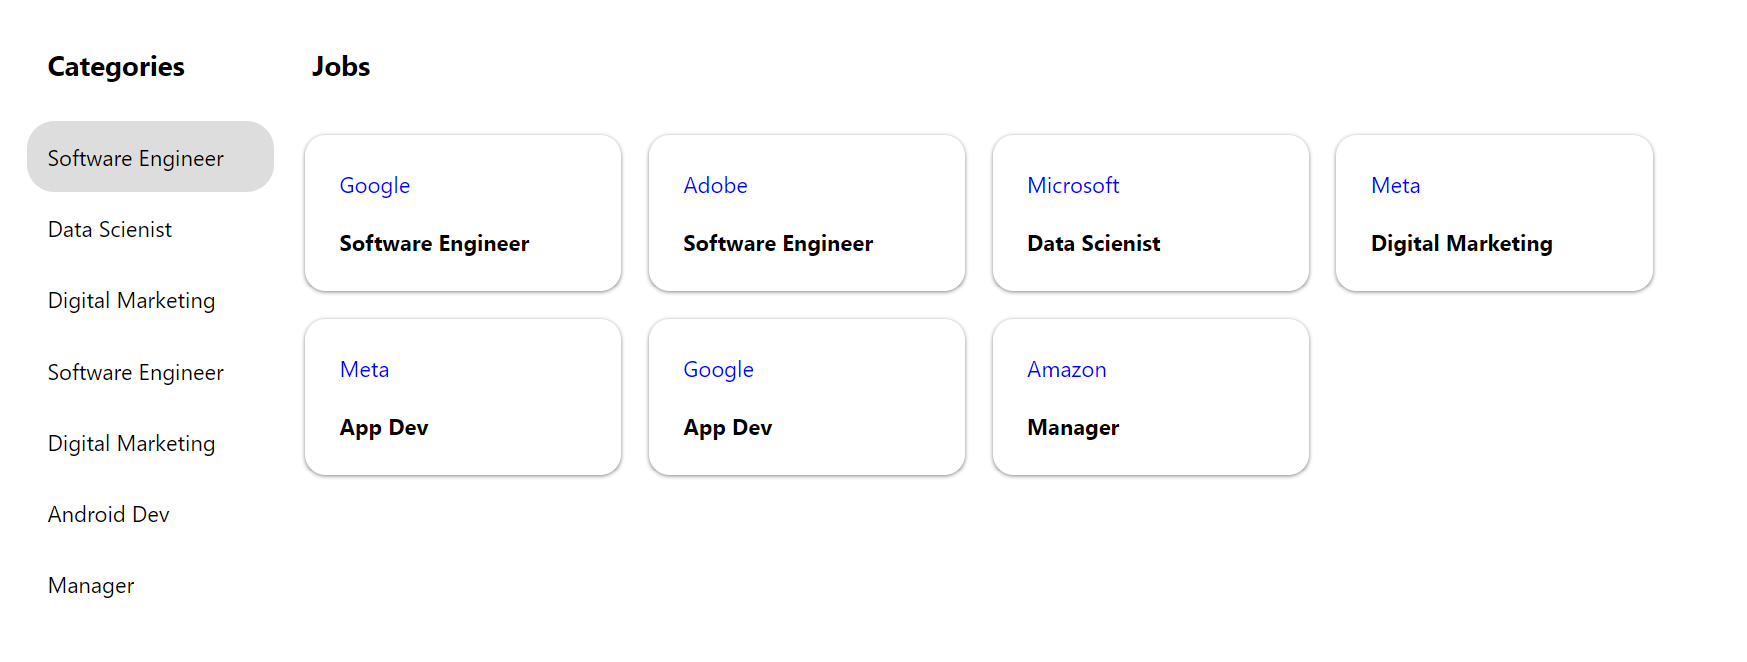 Categories
Software Engineer
Data Scienist
Digital Marketing
Software Engineer
Digital Marketing
Android Dev
Manager
Jobs
Google
Software Engineer
Adobe
Software Engineer
Microsoft
Data Scienist
Meta
Digital Marketing
Meta
App Dev
Google
App Dev
Amazon
Manager